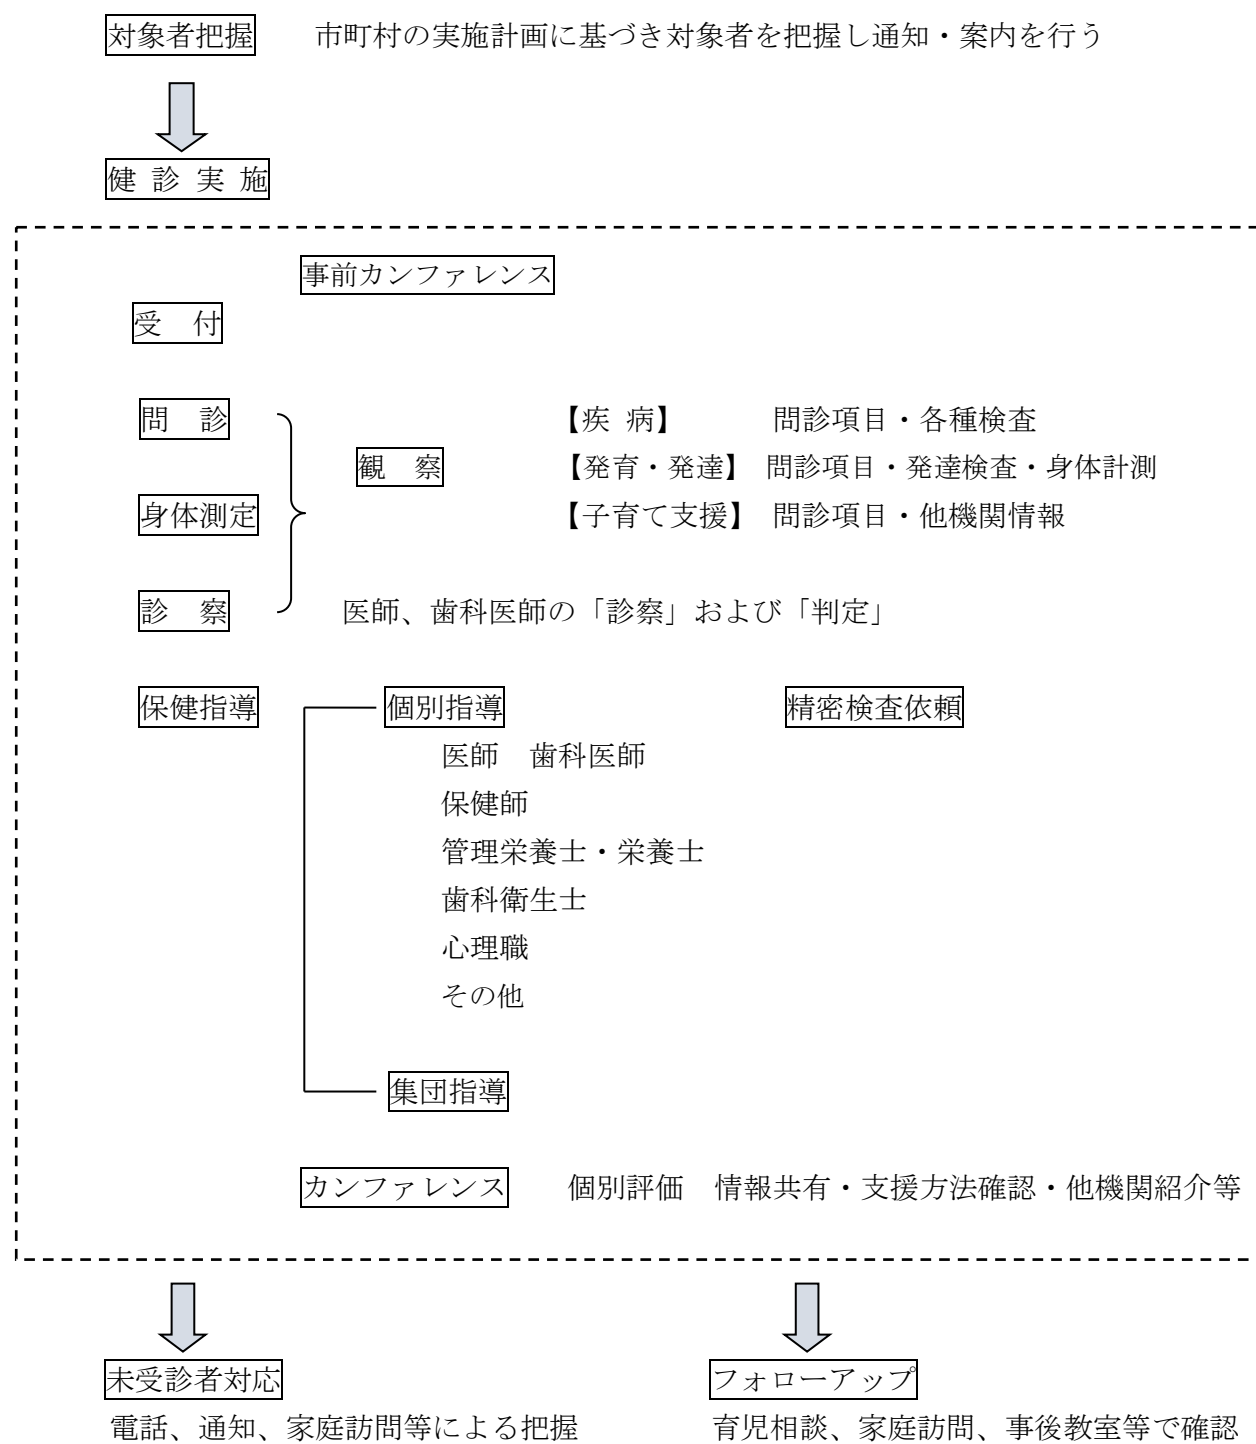 対象者把握　市町村の実施計画に基づき対象者を把握し通知・案内を行う
健 診 実 施
事前カンファレンス
受　付
問　診　【疾 病】　問診項目・各種検査
観　察　【発育・発達】　問診項目・発達検査・身体計測
身体測定　【子育て支援】　問診項目・他機関情報
診　察　医師、歯科医師の「診察」および「判定」
保健指導　個別指導　精密検査依頼
医師　歯科医師
保健師
管理栄養士・栄養士
歯科衛生士
心理職
その他
集団指導
カンファレンス　個別評価　情報共有・支援方法確認・他機関紹介等
未受診者対応　フォローアップ
電話、通知、家庭訪問等による把握　育児相談、家庭訪問、事後教室等で確認